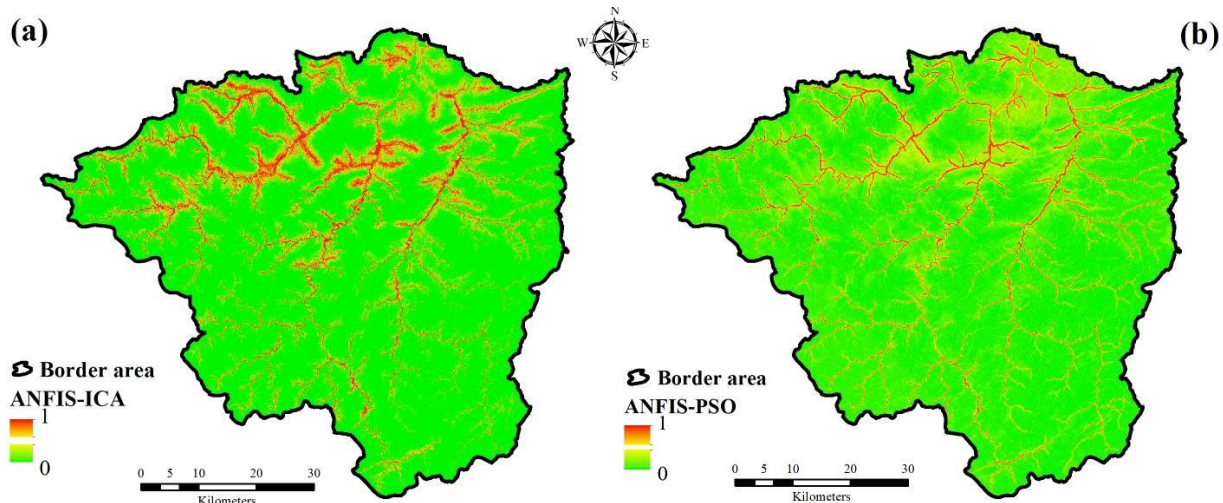 (a)
N
W E
S
(b)
Border area
ANFIS-ICA
1
0
0 5 10 20 30
Kilometers
Border area
ANFIS-PSO
1
0
0 5 10 20 30
Kilometers